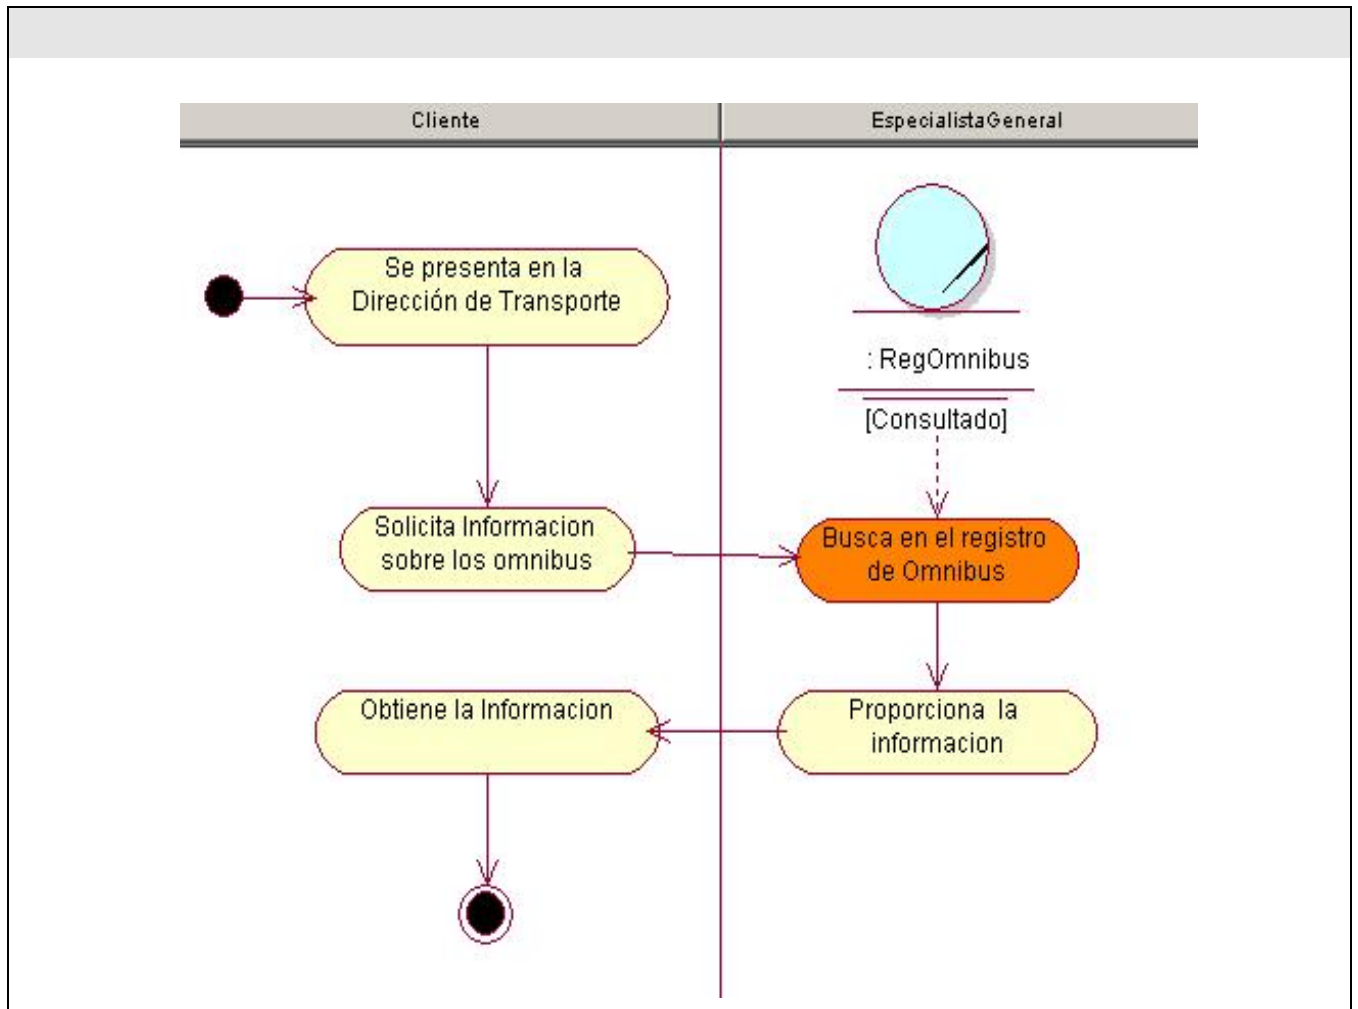 Cliente
EspecialistaGeneral
Se presenta en la
Dirección de Transporte
: RegOmnibus
[Consultado]
Solicita Informacion
sobre los omnibus
Busca en el registro
de Omnibus
Obtiene la Informacion
Proporciona la
informacion